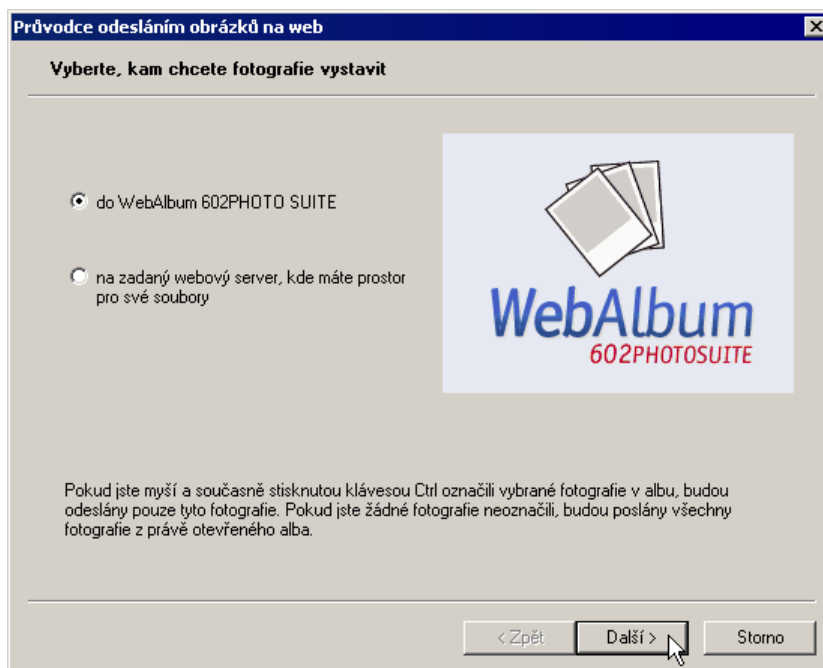 Průvodce odesláním obrázků na web
Vyberte, kam chcete fotografie vystavit
do WebAlbum 602PHOTO SUITE
na zadaný webový server, kde máte prostor
pro své soubory
WebAlbum
602PHOTOSUITE
Pokud jste myší a současně stisknutou klávesou Ctrl označili vybrané fotografie v albu, budou
odeslány pouze tyto fotografie. Pokud jste žádné fotografie neoznačili, budou poslány všechny
fotografie z právě otevřeného alba.
< Zpět
Další >
Storno